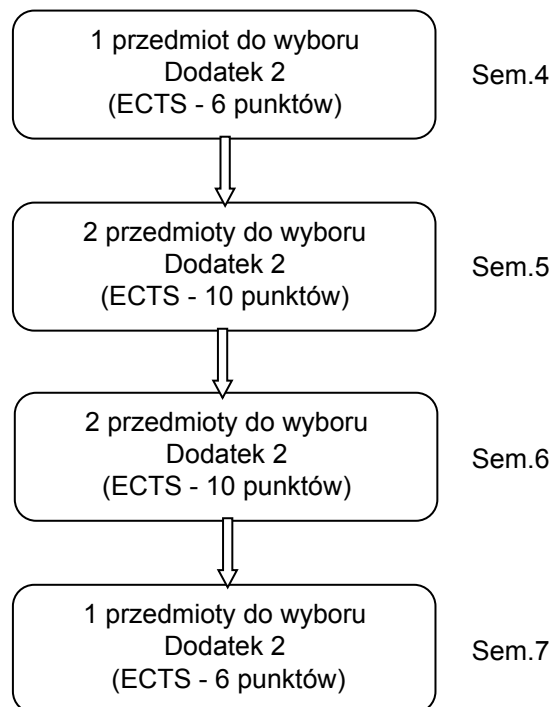 1 przedmiot do wyboru
Dodatek 2
(ECTS - 6 punktów)
Sem.4
2 przedmioty do wyboru
Dodatek 2
(ECTS - 10 punktów)
Sem.5
2 przedmioty do wyboru
Dodatek 2
(ECTS - 10 punktów)
Sem.6
1 przedmioty do wyboru
Dodatek 2
(ECTS - 6 punktów)
Sem.7